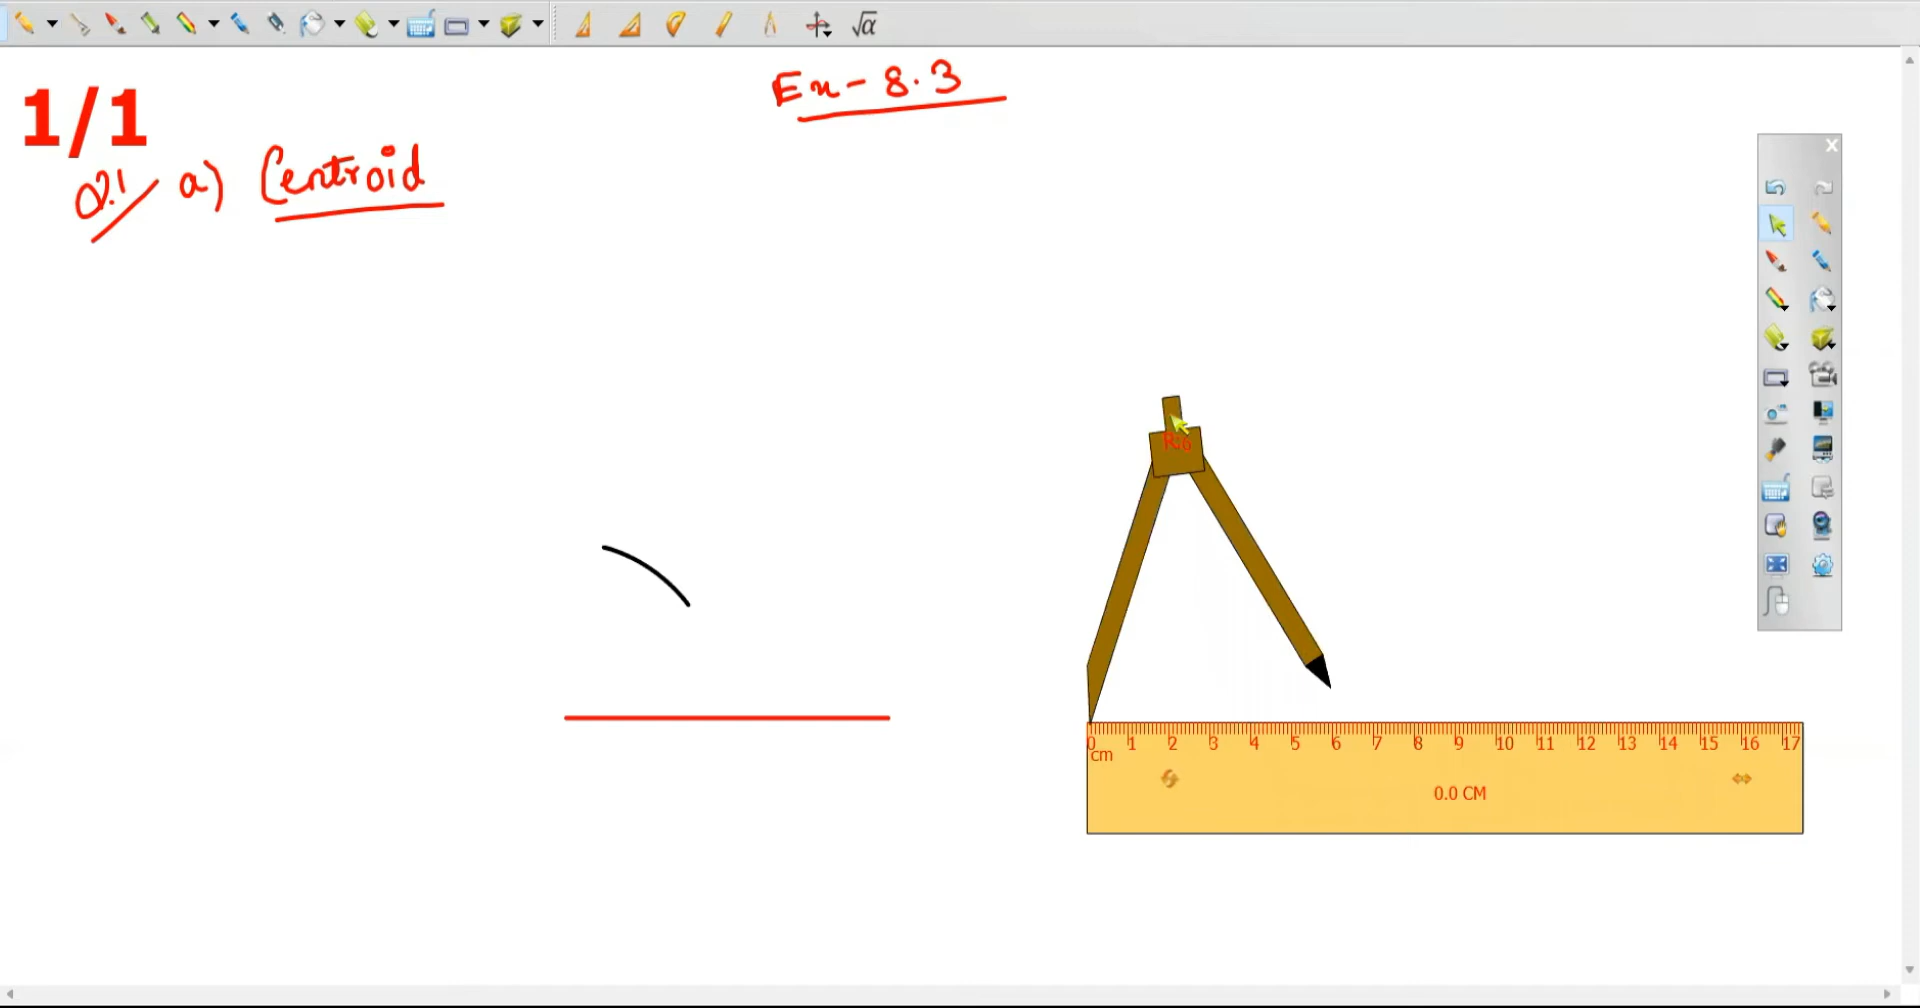 √α
Ex - 8.3
1/1
Q.1 a) Centroid
R:6
0 1 2 3 4 5 6 7 8 9 10 11 12 13 14 15 16 17
cm
0.0 CM